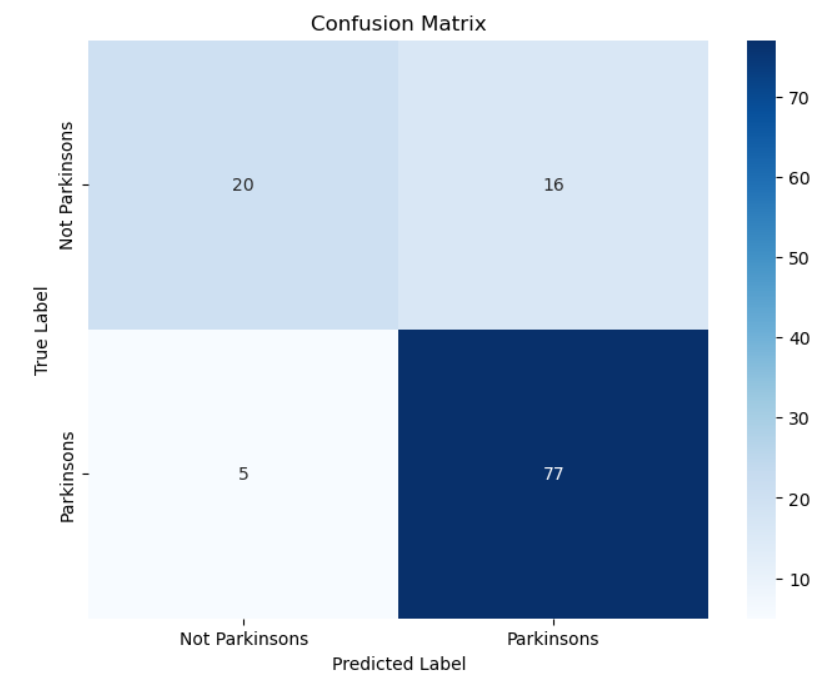 Confusion Matrix
Not Parkinsons
20
16
70
60
50
40
30
20
10
True Label
Parkinsons
5
77
Not Parkinsons
Parkinsons
Predicted Label